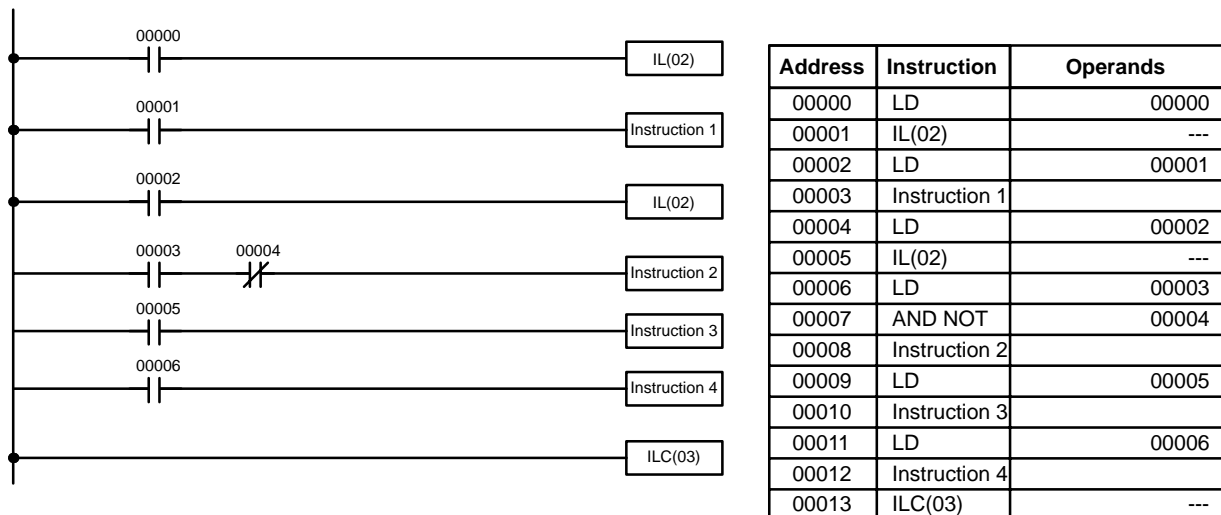 00000
IL(02)
00001
Instruction 1
00002
IL(02)
00003 00004
Instruction 2
00005
Instruction 3
00006
Instruction 4
ILC(03)
Address Instruction Operands
00000 LD 00000
00001 IL(02) ---
00002 LD 00001
00003 Instruction 1
00004 LD 00002
00005 IL(02) ---
00006 LD 00003
00007 AND NOT 00004
00008 Instruction 2
00009 LD 00005
00010 Instruction 3
00011 LD 00006
00012 Instruction 4
00013 ILC(03) ---